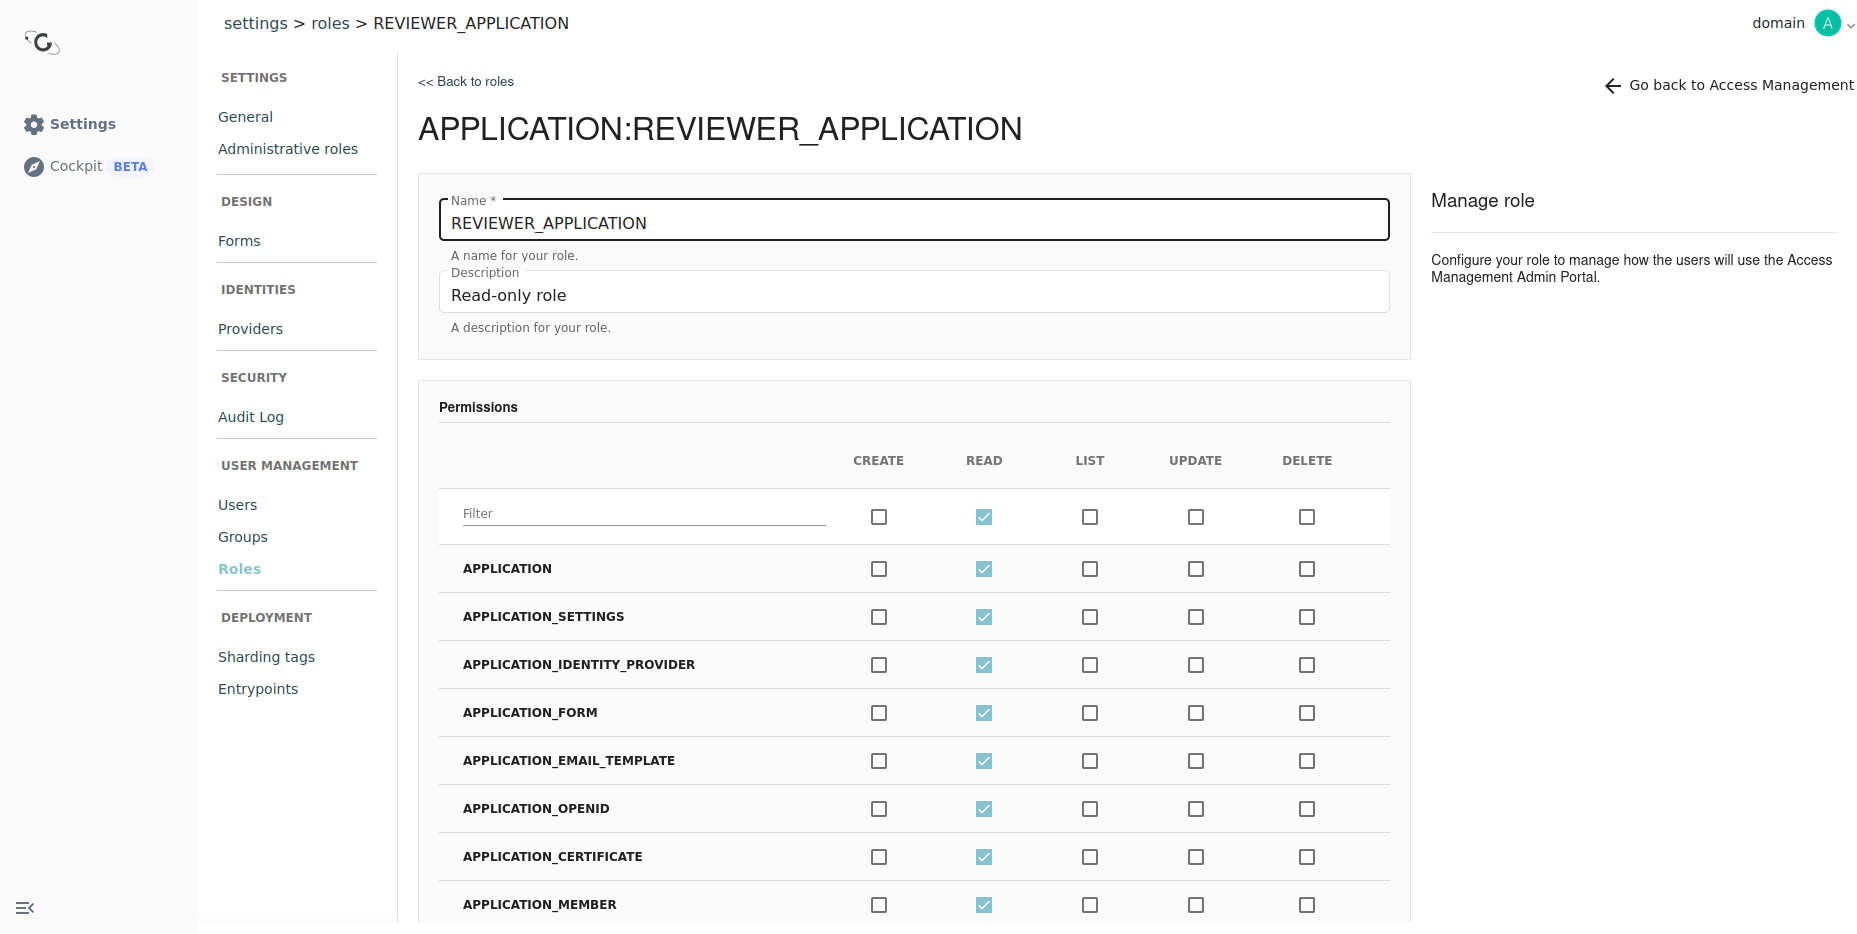 settings > roles > REVIEWER_APPLICATION
domain A
Settings
Cockpit BETA
SETTINGS
General
Administrative roles
DESIGN
Forms
IDENTITIES
Providers
SECURITY
Audit Log
USER MANAGEMENT
Users
Groups
Roles
DEPLOYMENT
Sharding tags
Entrypoints
<< Back to roles
Go back to Access Management
APPLICATION:REVIEWER_APPLICATION
Name *
REVIEWER_APPLICATION
A name for your role.
Description
Read-only role
A description for your role.
Manage role
Configure your role to manage how the users will use the Access
Management Admin Portal.
Permissions
CREATE READ LIST UPDATE DELETE
Filter
APPLICATION
APPLICATION_SETTINGS
APPLICATION_IDENTITY_PROVIDER
APPLICATION_FORM
APPLICATION_EMAIL_TEMPLATE
APPLICATION_OPENID
APPLICATION_CERTIFICATE
APPLICATION_MEMBER